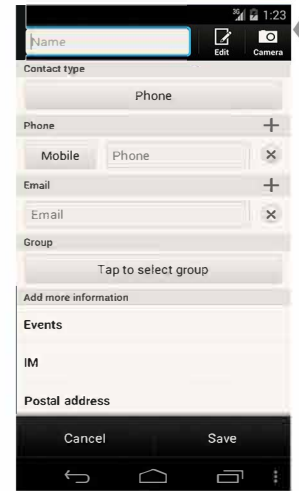 3G 1:23
Name Edit Camera
Contact type
Phone
Phone
Mobile Phone
Email
Email
Group
Tap to select group
Add more information
Events
IM
Postal address
Cancel Save